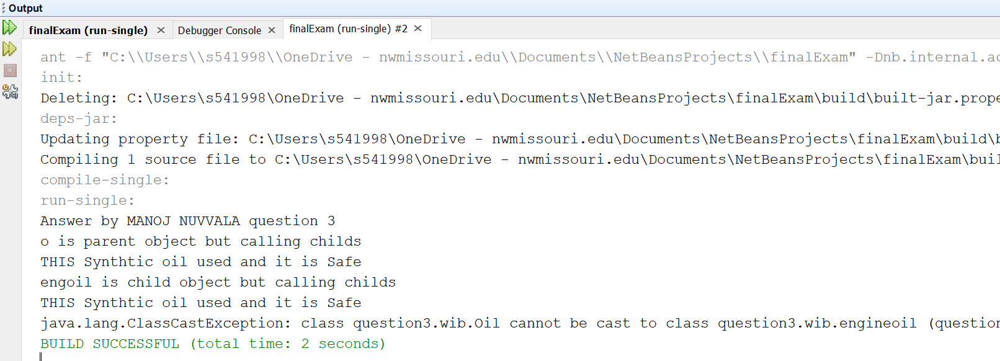 Output
finalExam (run-single) × Debugger Console × finalExam (run-single) #2 ×
ant -f "C:\\Users\\s541998\\OneDrive - nwmissouri.edu\\Documents\\NetBeansProjects\\finalExam" -Dnb.internal.ac
init:
Deleting: C:\Users\s541998\OneDrive - nwmissouri.edu\Documents\NetBeansProjects\finalExam\build\built-jar.prope
deps-jar:
Updating property file: C:\Users\s541998\OneDrive - nwmissouri.edu\Documents\NetBeansProjects\finalExam\build\b
Compiling 1 source file to C:\Users\s541998\OneDrive - nwmissouri.edu\Documents\NetBeansProjects\finalExam\buil
compile-single:
run-single:
Answer by MANOJ NUVVALA question 3
o is parent object but calling childs
THIS Synthtic oil used and it is Safe
engoil is child object but calling childs
THIS Synthtic oil used and it is Safe
java.lang.ClassCastException: class question3.wib.Oil cannot be cast to class question3.wib.engineoil (question
BUILD SUCCESSFUL (total time: 2 seconds)